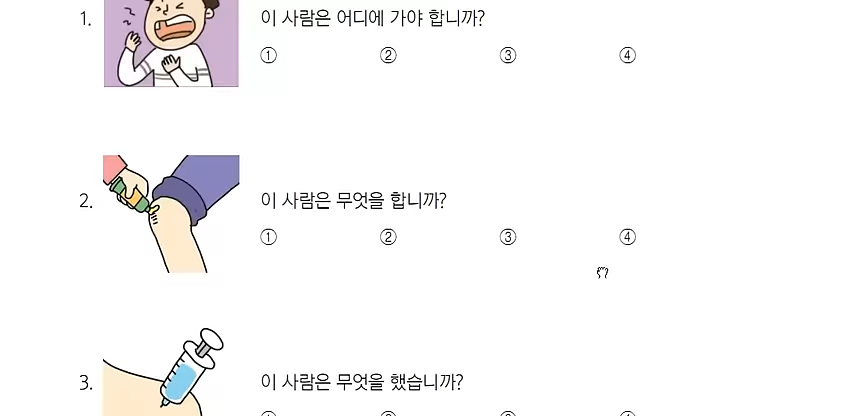 1. 이 사람은 어디에 가야 합니까?
① ② ③ ④
2. 이 사람은 무엇을 합니까?
① ② ③ ④
3. 이 사람은 무엇을 했습니까?